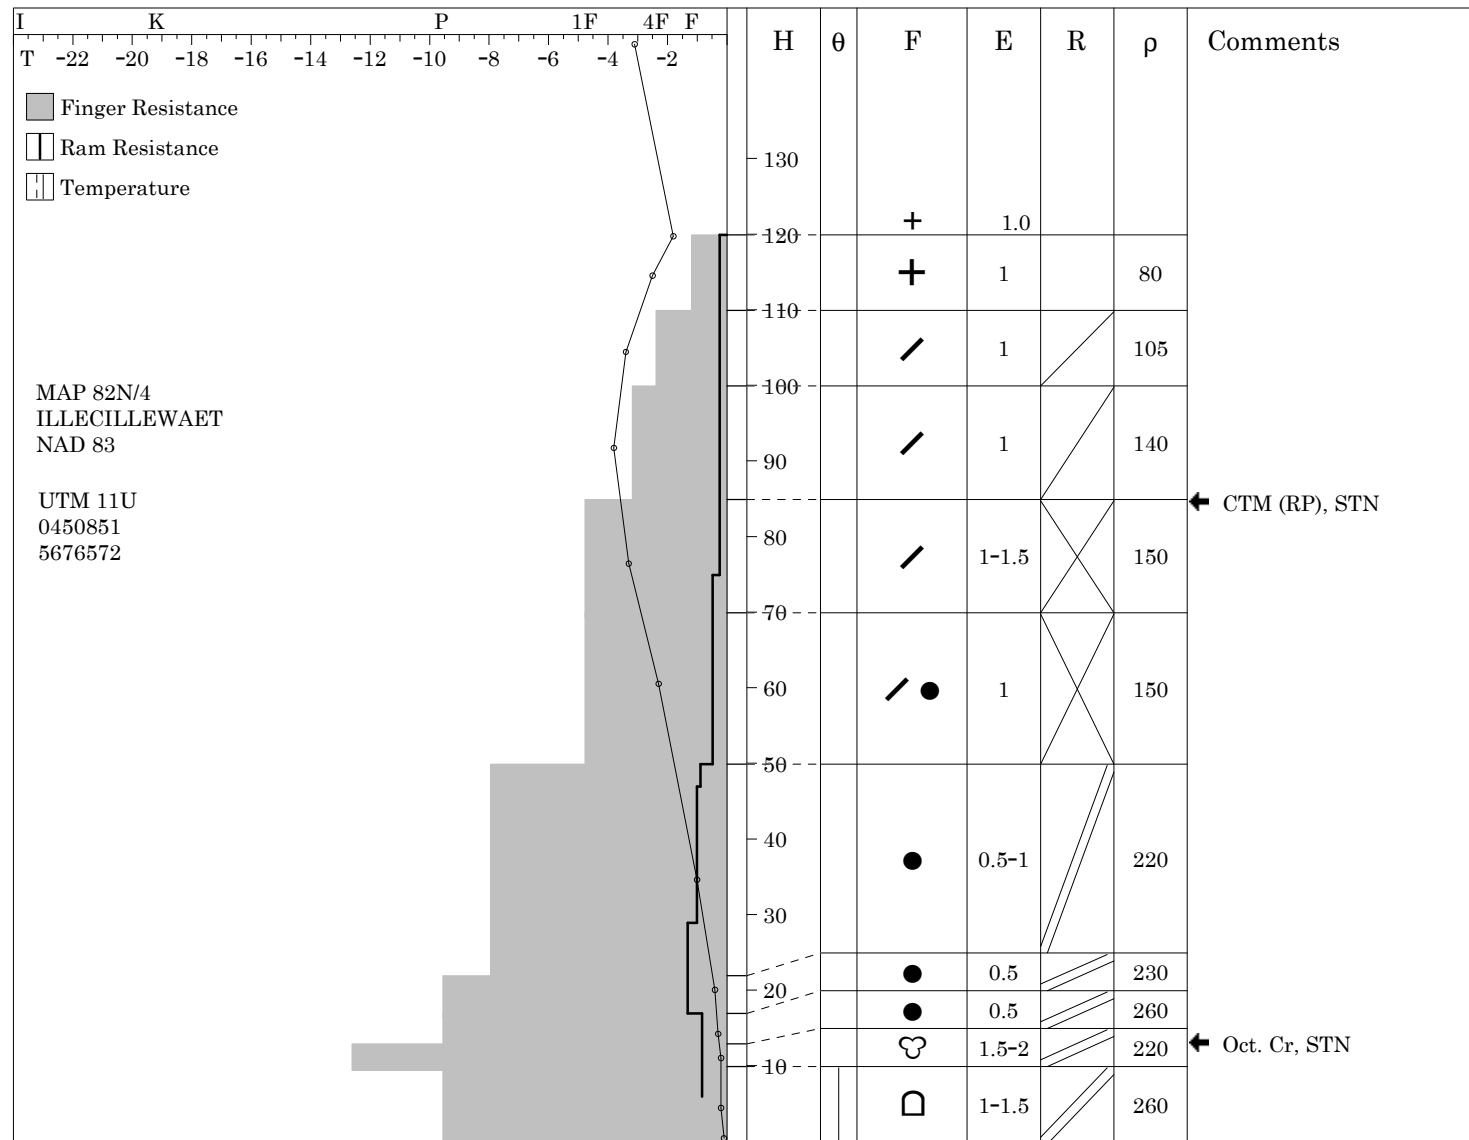 I K P 1F 4F F
T -22 -20 -18 -16 -14 -12 -10 -8 -6 -4 -2
H θ F E R ρ Comments
Finger Resistance
Ram Resistance
Temperature
130
+ 1.0
120
+ 1 80
110
1 105
MAP 82N/4
ILLECILLEWAET
NAD 83
100
1 140
90
UTM 11U
0450851
5676572
CTM (RP), STN
80
1-1.5 150
70
60 1 150
50
40
0.5-1 220
30
0.5 230
20
0.5 260
1.5-2 220 Oct. Cr, STN
10
1-1.5 260